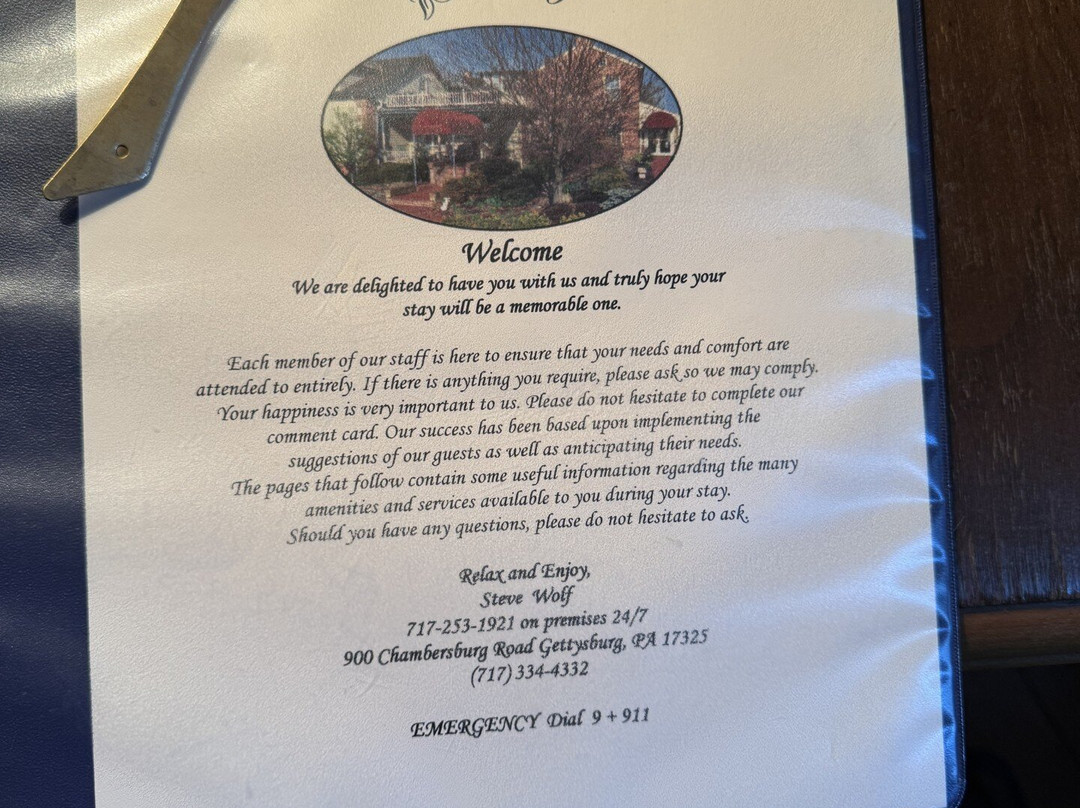 Welcome
We are delighted to have you with us and truly hope your
stay will be a memorable one.
Each member of our staff is here to ensure that your needs and comfort are
attended to entirely. If there is anything you require, please ask so we may comply.
Your happiness is very important to us. Please do not hesitate to complete our
comment card. Our success has been based upon implementing the
suggestions of our guests as well as anticipating their needs.
The pages that follow contain some useful information regarding the many
amenities and services available to you during your stay.
Should you have any questions, please do not hesitate to ask.
Relax and Enjoy,
Steve Wolf
717-253-1921 on premises 24/7
900 Chambersburg Road Gettysburg, PA 17325
(717) 334-4332
EMERGENCY Dial 9 + 911